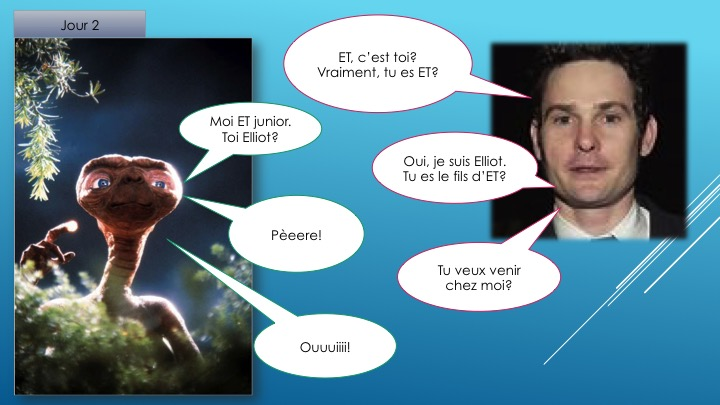 Jour 2
ET, c'est toi?
Vraiment, tu es ET?
Moi ET junior.
Toi Elliot?
Oui, je suis Elliot.
Tu es le fils d'ET?
Pèeere!
Tu veux venir
chez moi?
Ouuuiiii!